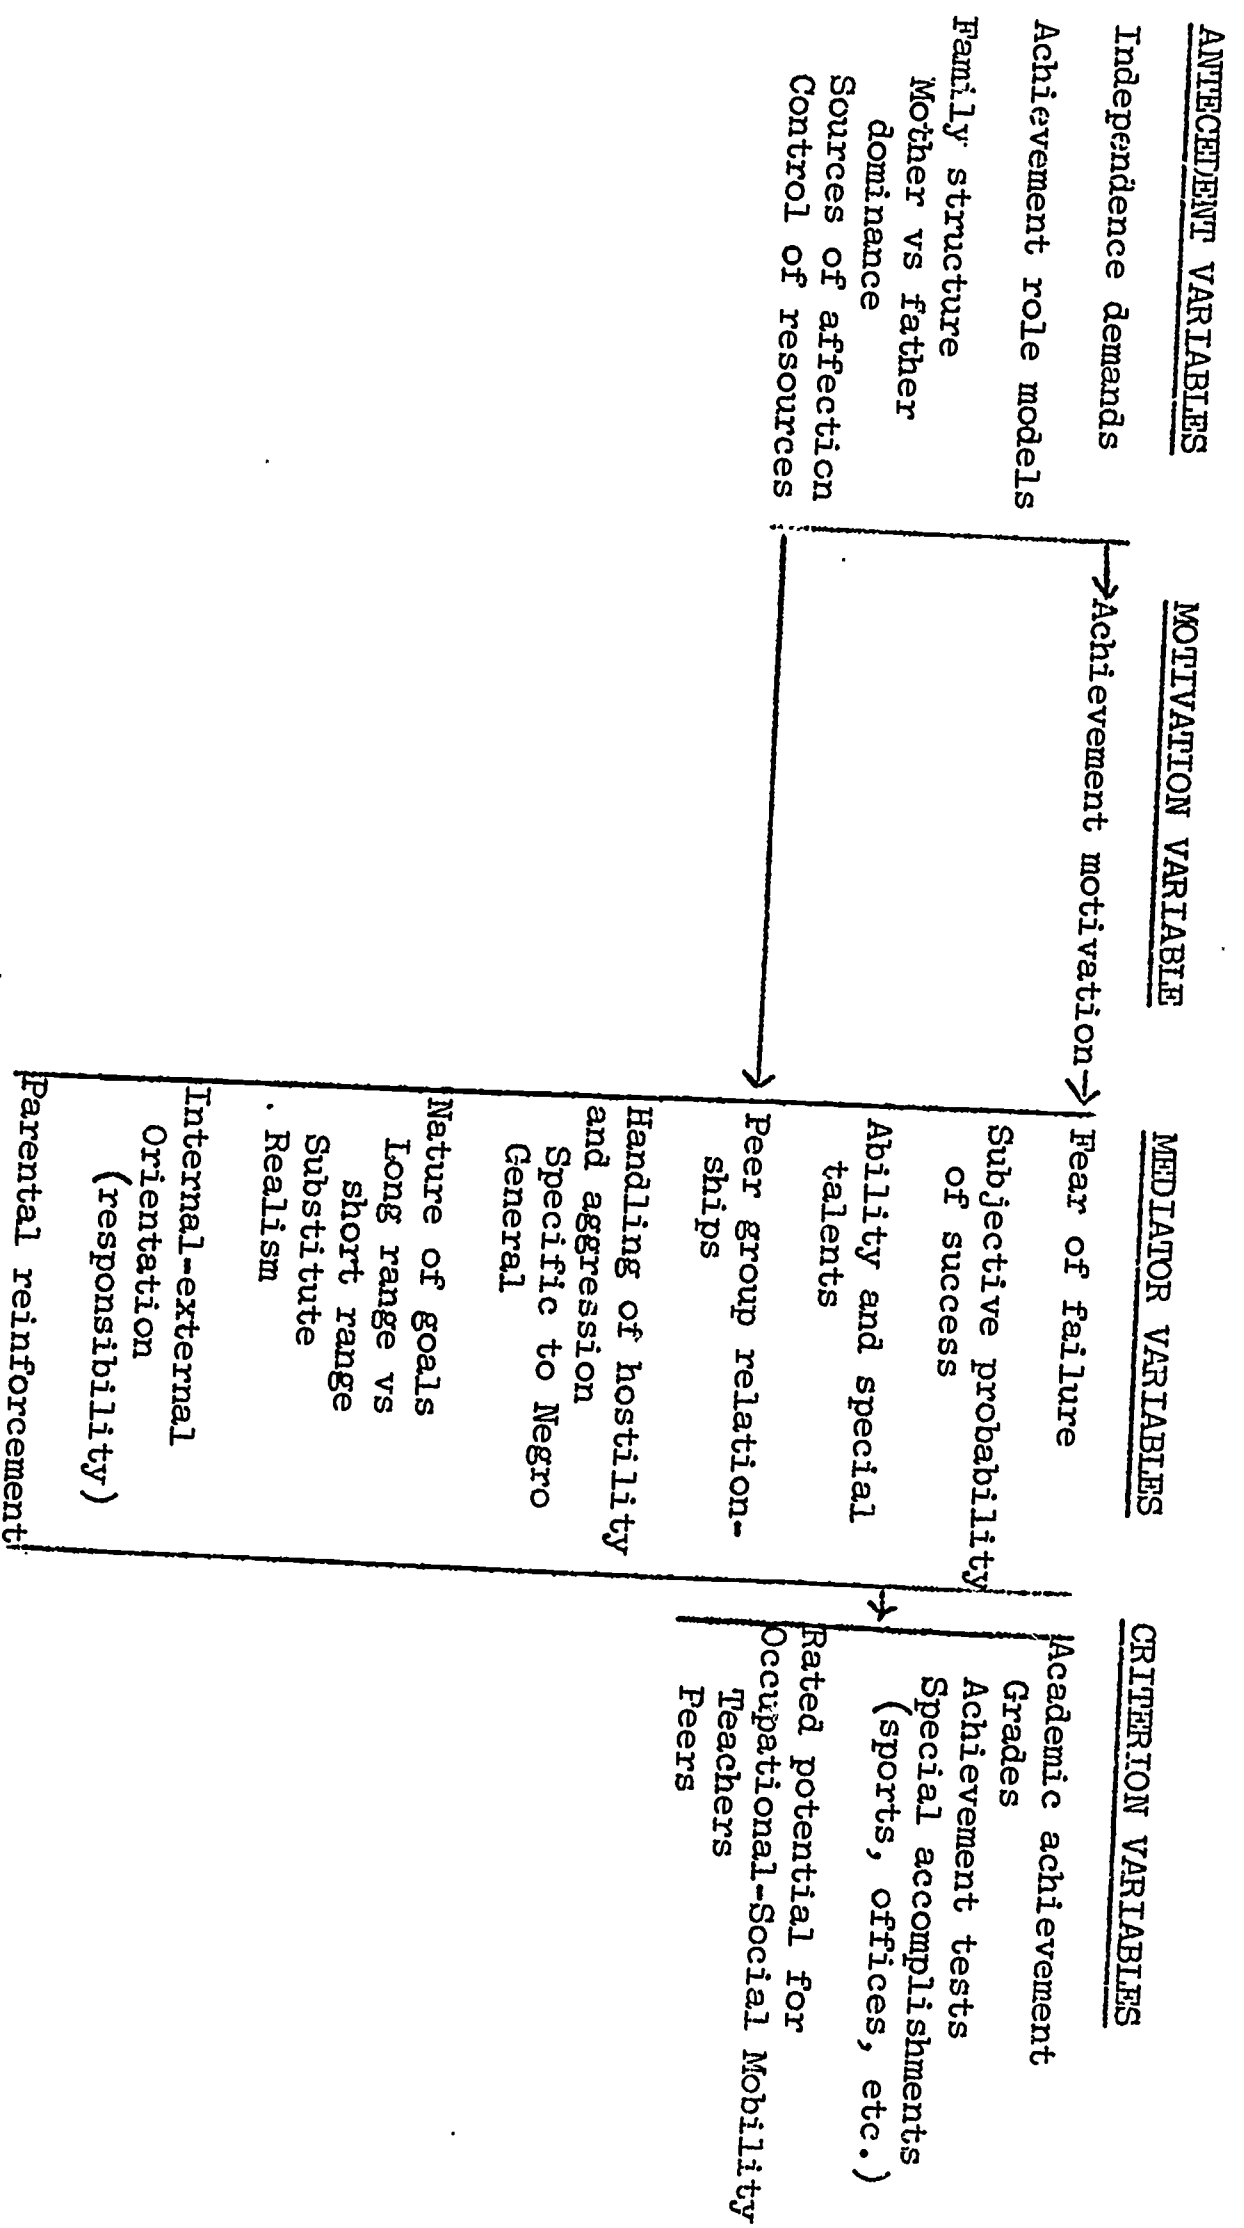 ANTECEDENT VARIABLES
Independence demands
Achievement role models
Family structure
Mother vs father
dominance
Sources of affection
Control of resources
MOTIVATION VARIABLE
Achievement motivation
MEDIATOR VARIABLES
Fear of failure
Subjective probability
of success
Ability and special
talents
Peer group relation-
ships
Handling of hostility
and aggression
Specific to Negro
General
Nature of goals
Long range vs
short range
Substitute
Realism
Internal-external
Orientation
(responsibility)
Parental reinforcement
CRITERION VARIABLES
Academic achievement
Grades
Achievement tests
Special accomplishments
(sports, offices, etc.)
Rated potential for
Occupational-Social Mobility
Teachers
Peers